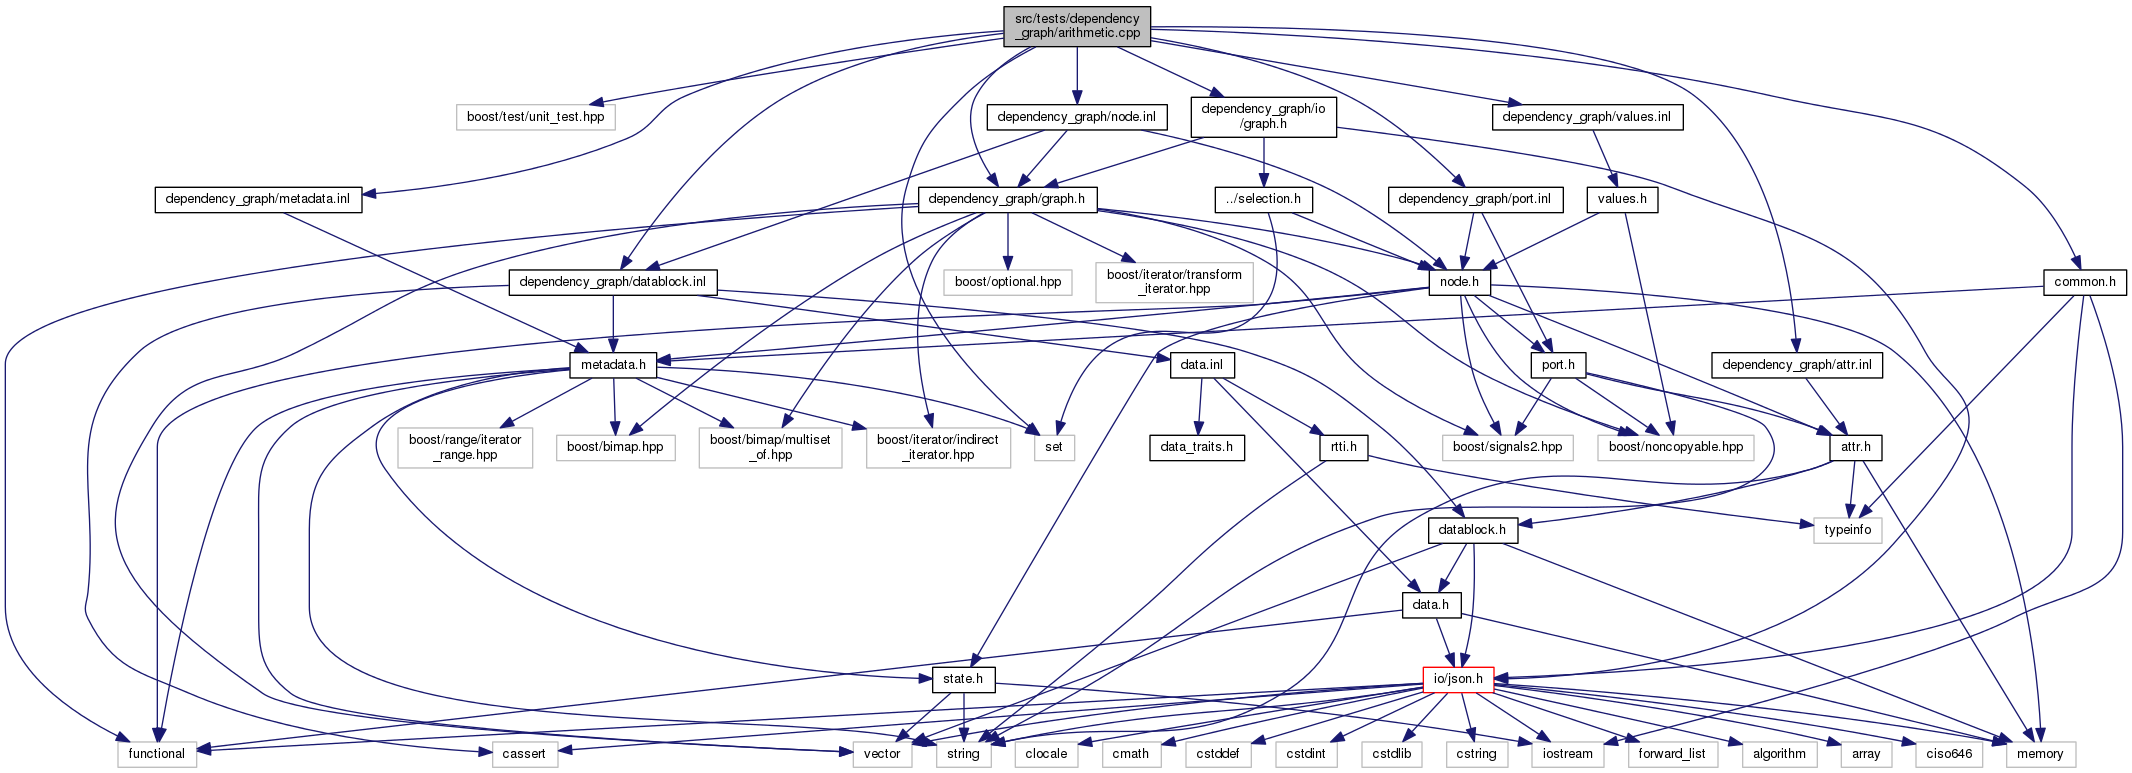 src/tests/dependency
_graph/arithmetic.cpp
boost/test/unit_test.hpp
dependency_graph/node.inl
dependency_graph/io
/graph.h
dependency_graph/values.inl
dependency_graph/metadata.inl
dependency_graph/graph.h
../selection.h
dependency_graph/port.inl
values.h
dependency_graph/datablock.inl
boost/optional.hpp
boost/iterator/transform
_iterator.hpp
node.h
common.h
metadata.h
data.inl
port.h
dependency_graph/attr.inl
boost/range/iterator
_range.hpp
boost/bimap.hpp
boost/bimap/multiset
_of.hpp
boost/iterator/indirect
_iterator.hpp
set
data_traits.h
rtti.h
boost/signals2.hpp
boost/noncopyable.hpp
attr.h
datablock.h
typeinfo
data.h
state.h
io/json.h
functional
cassert
vector
string
clocale
cmath
cstddef
cstdint
cstdlib
cstring
iostream
forward_list
algorithm
array
ciso646
memory